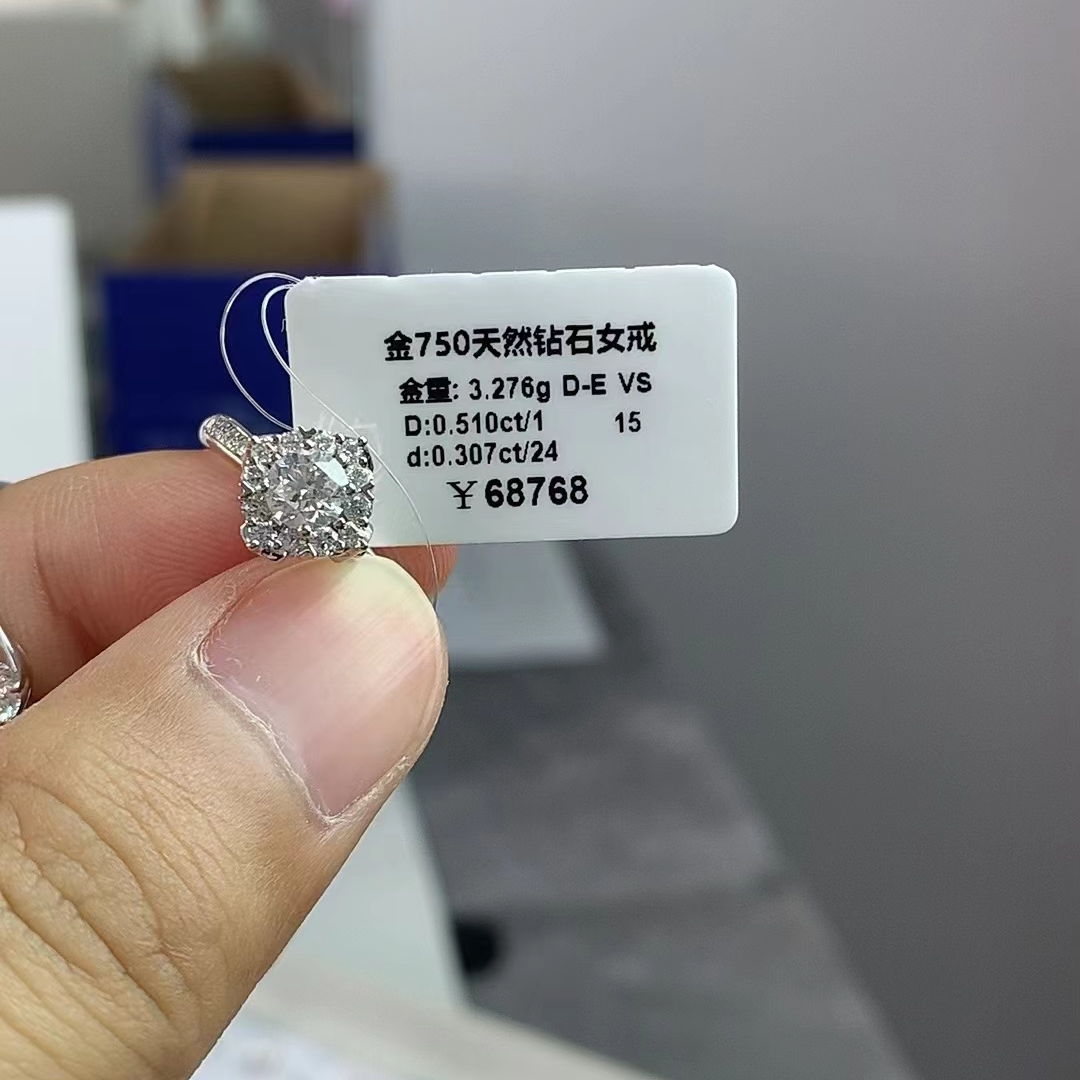 金750天然钻石女戒
金重: 3.276g D-E VS
D:0.510ct/1 15
d:0.307ct/24
￥68768